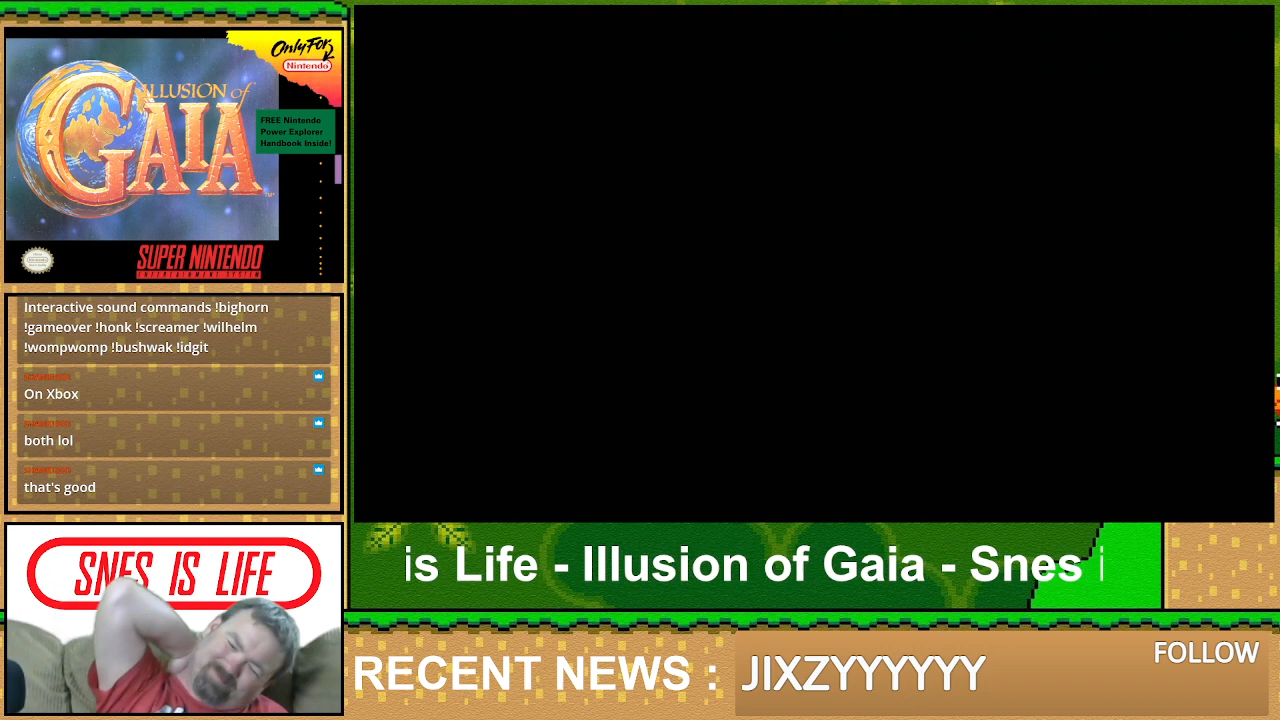 Only For
Nintendo
ILLUSION of
GAIA
TM
FREE Nintendo
Power Explorer
Handbook Inside!
SUPER NINTENDO
ENTERTAINMENT SYSTEM
Interactive sound commands !bighorn
!gameover !honk !screamer !wilhelm
!wompwomp !bushwak !idgit
On Xbox
both lol
that's good
SNES IS LIFE
is Life - Illusion of Gaia - Snes i
RECENT NEWS : JIXZYYYYYY
FOLLOW